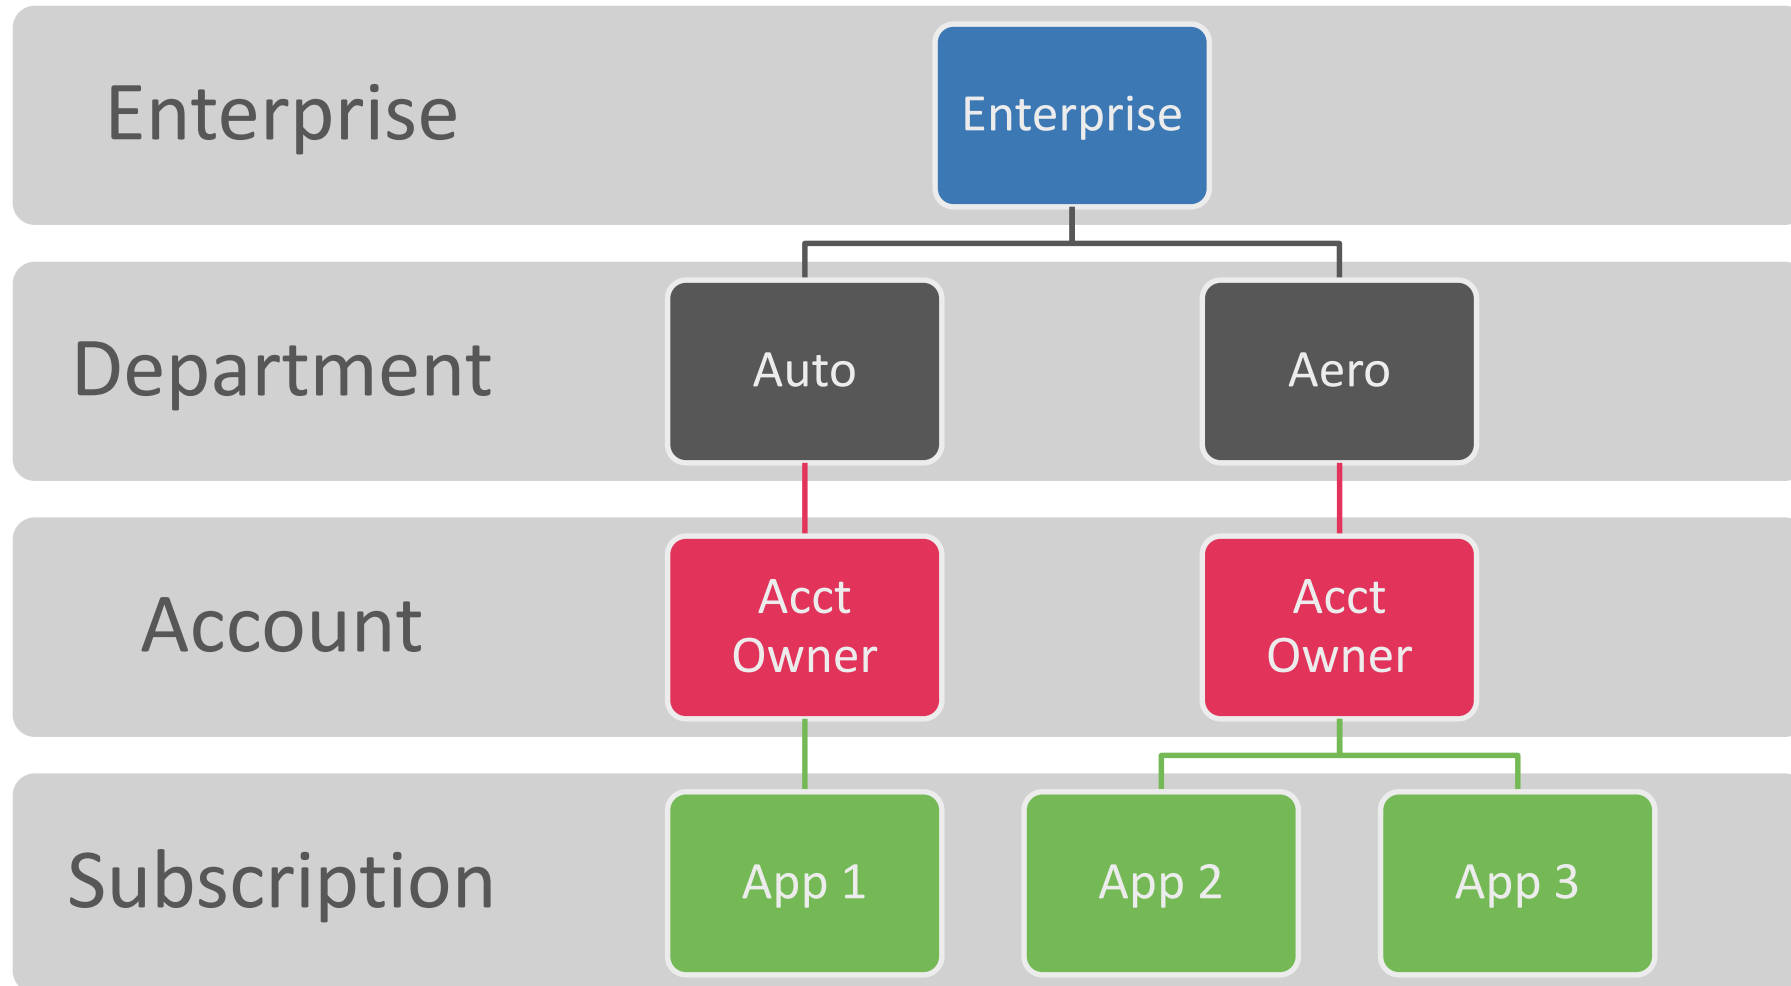 Enterprise
Enterprise
Department
Auto
Aero
Account
Acct
Owner
Acct
Owner
Subscription
App 1
App 2
App 3